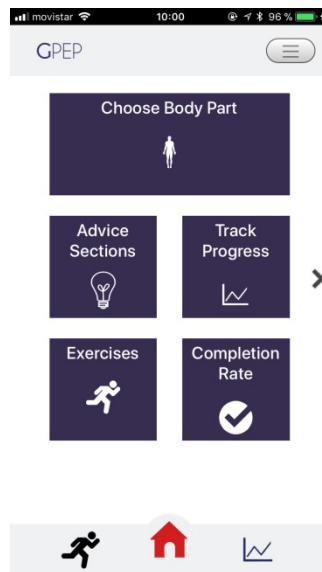 movistar 10:00 96 %
GPEP
Choose Body Part
Advice
Sections
Track
Progress
Exercises
Completion
Rate